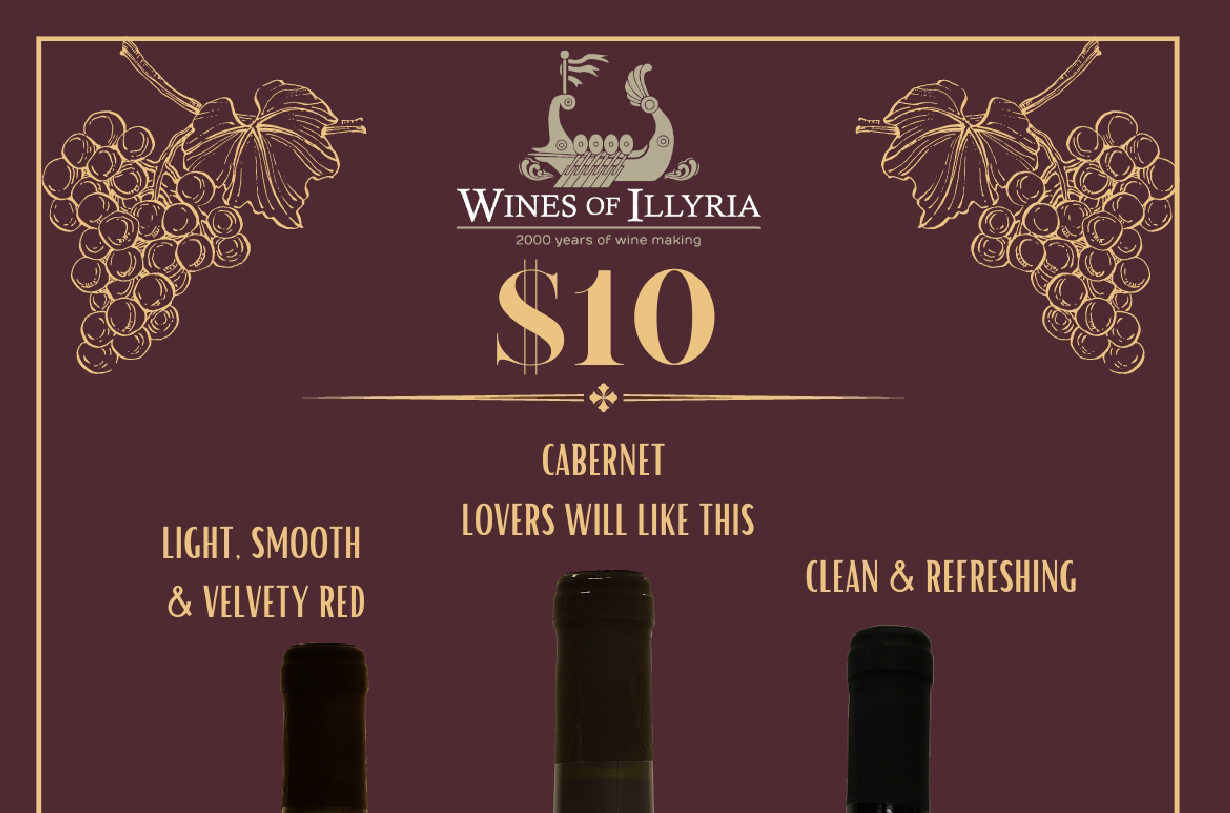 WINES OF ILLYRIA
2000 years of wine making
$10
CABERNET
LOVERS WILL LIKE THIS
LIGHT, SMOOTH
& VELVETY RED
CLEAN & REFRESHING